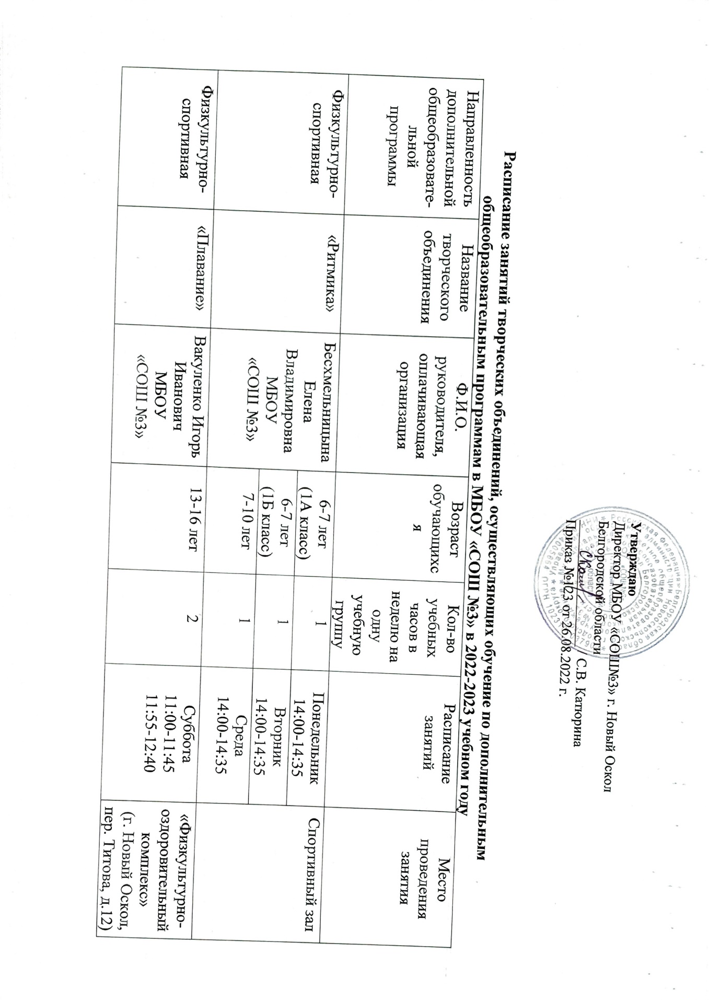 Утверждаю
Директор МБОУ «СОШ№3» г. Новый Оскол
Белгородской области
/ С.В. Катюрина
Приказ №123 от 26.08.2022 г.
Расписание занятий творческих объединений, осуществляющих обучение по дополнительным
общеобразовательным программам в МБОУ «СОШ №3» в 2022-2023 учебном году
Направленность
дополнительной
общеобразовате-
льной
программы
Название
творческого
объединения
Ф.И.О.
руководителя,
оплачивающая
организация
Возраст
обучающихс
я
Кол-во
учебных
часов в
неделю на
одну
учебную
группу
Расписание
занятий
Место
проведения
занятия
Физкультурно-
спортивная
«Ритмика»
Бесхмельницына
Елена
Владимировна
МБОУ
«СОШ №3»
6-7 лет
(1А класс)
1
Понедельник
14:00-14:35
Спортивный зал
6-7 лет
(1Б класс)
1
Вторник
14:00-14:35
7-10 лет
1
Среда
14:00-14:35
Физкультурно-
спортивная
«Плавание»
Вакуленко Игорь
Иванович
МБОУ
«СОШ №3»
13-16 лет
2
Суббота
11:00-11:45
11:55-12:40
«Физкультурно-
оздоровительный
комплекс»
(г. Новый Оскол,
пер. Титова, д.12)